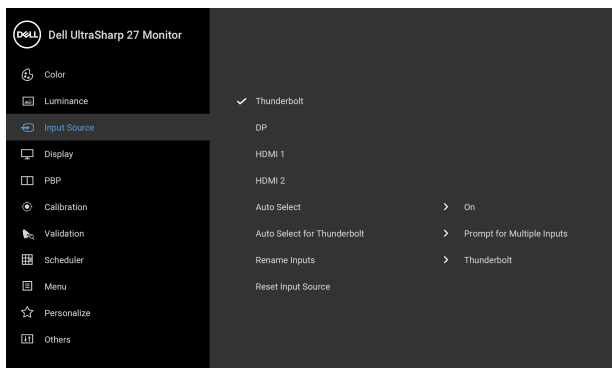 DELL Dell UltraSharp 27 Monitor
Color
Luminance
Thunderbolt
Input Source
DP
Display
HDMI 1
PBP
HDMI 2
Calibration
Auto Select
On
Validation
Auto Select for Thunderbolt
Prompt for Multiple Inputs
Scheduler
Rename Inputs
Thunderbolt
Menu
Reset Input Source
Personalize
Others